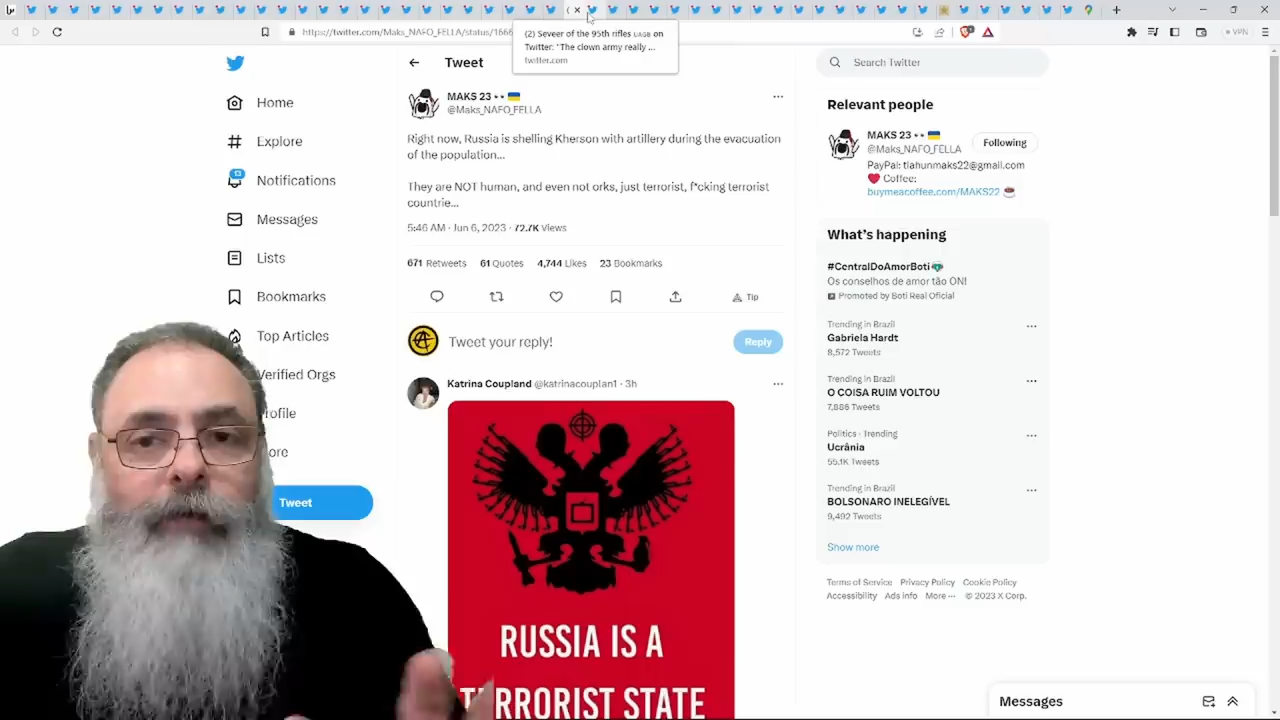 https://twitter.com/Maks_NAFO_FELLA/status/1666
VPN
(2) Seveer of the 95th rifles UAGB on
Twitter: "The clown army really ...
twitter.com
Home
Explore
Notifications
Messages
Lists
Bookmarks
Top Articles
Verified Orgs
rofile
ore
Tweet
Tweet
MAKS 23
@Maks_NAFO_FELLA
Right now, Russia is shelling Kherson with artillery during the evacuation
of the population...
They are NOT human, and even not orks, just terrorist, f*cking terrorist
countrie...
5:46 AM · Jun 6, 2023 · 72.7K Views
671 Retweets 61 Quotes 4,744 Likes 23 Bookmarks
Tip
Tweet your reply!
Reply
Katrina Coupland @katrinacouplan1 · 3h
RUSSIA IS A
TERRORIST STATE
Search Twitter
Relevant people
MAKS 23
@Maks_NAFO_FELLA
Following
PayPal: tlahunmaks22@gmail.com
Coffee:
buymeacoffee.com/MAKS22
What's happening
#CentralDoAmorBoti
Os conselhos de amor tão ON!
Promoted by Boti Real Oficial
Trending in Brazil
Gabriela Hardt
8,572 Tweets
Trending in Brazil
O COISA RUIM VOLTOU
7,886 Tweets
Politics · Trending
Ucrânia
55.1K Tweets
Trending in Brazil
BOLSONARO INELEGÍVEL
9,492 Tweets
Show more
Terms of Service Privacy Policy Cookie Policy
Accessibility Ads info More ··· © 2023 X Corp.
Messages